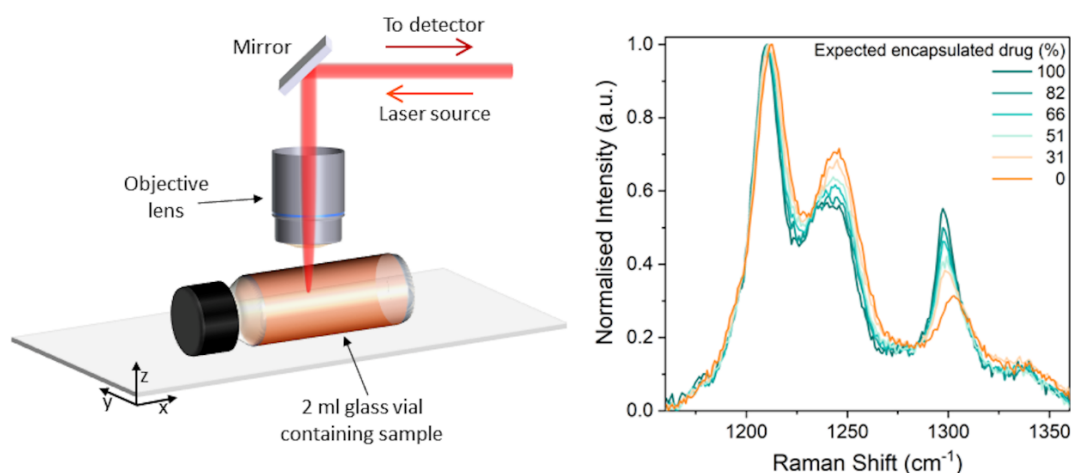 To detector
Mirror
Laser source
Objective
lens
2 ml glass vial
containing sample
z
y
x
Normalised Intensity (a.u.)
1.0
0.8
0.6
0.4
0.2
0.0
Expected encapsulated drug (%)
100
82
66
51
31
0
1200
1250
1300
1350
Raman Shift (cm⁻¹)